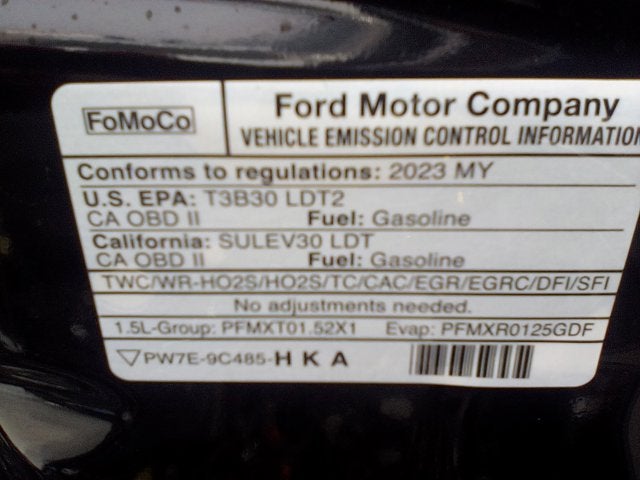 FoMoCo
Ford Motor Company
VEHICLE EMISSION CONTROL INFORMATION
Conforms to regulations: 2023 MY
U.S. EPA: T3B30 LDT2
CA OBD II Fuel: Gasoline
California: SULEV30 LDT
CA OBD II Fuel: Gasoline
TWC/WR-HO2S/HO2S/TC/CAC/EGR/EGRC/DFI/SFI
No adjustments needed.
1.5L-Group: PFMXT01.52X1 Evap: PFMXR0125GDF
PW7E-9C485-H K A